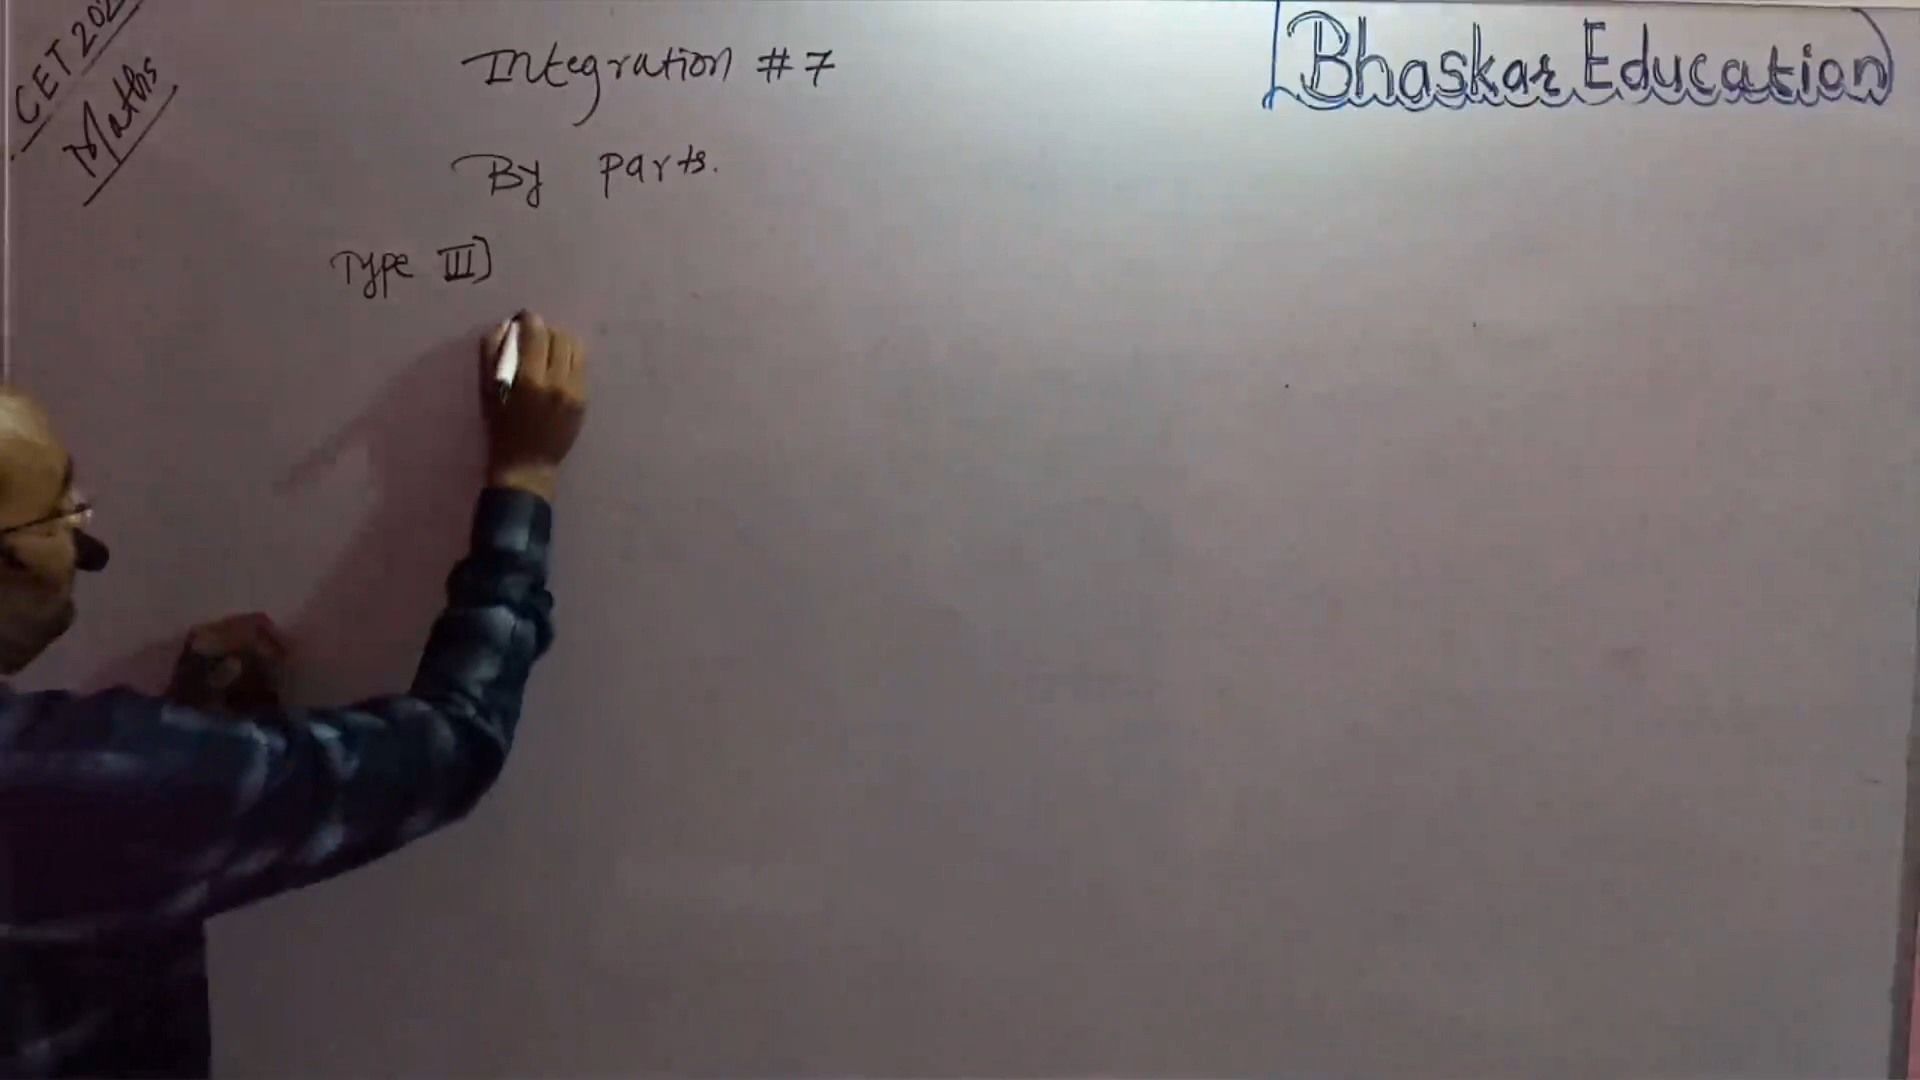 CET 202
Maths
Integration #7
Bhaskar Education
By parts.
Type III)